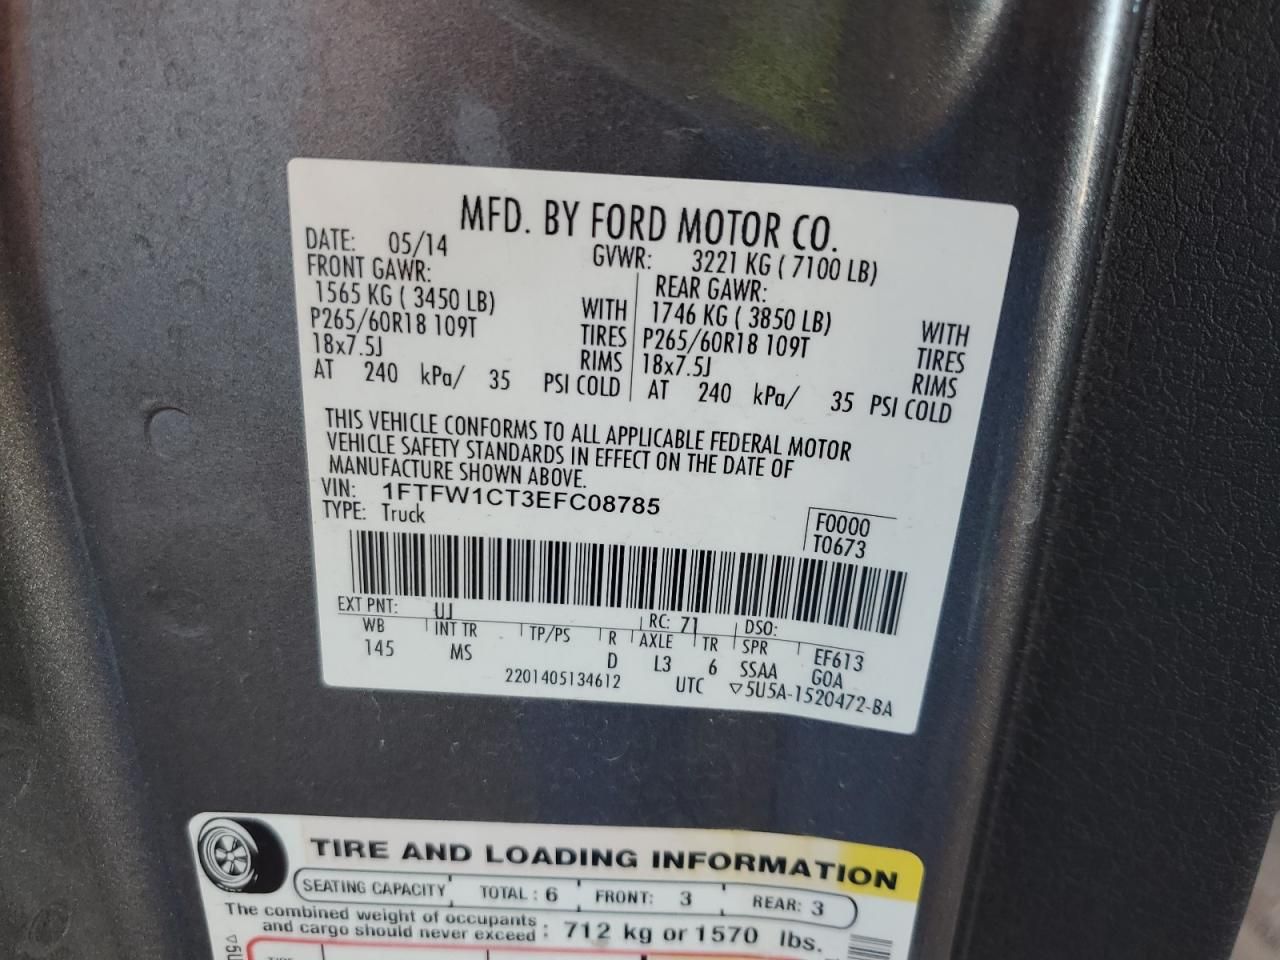 MFD. BY FORD MOTOR CO.
DATE: 05/14 GVWR: 3221 KG ( 7100 LB)
FRONT GAWR: REAR GAWR:
1565 KG ( 3450 LB) WITH 1746 KG ( 3850 LB) WITH
P265/60R18 109T TIRES P265/60R18 109T TIRES
18x7.5J RIMS 18x7.5J RIMS
AT 240 kPa/ 35 PSI COLD AT 240 kPa/ 35 PSI COLD
THIS VEHICLE CONFORMS TO ALL APPLICABLE FEDERAL MOTOR
VEHICLE SAFETY STANDARDS IN EFFECT ON THE DATE OF
MANUFACTURE SHOWN ABOVE.
VIN: 1FTFW1CT3EFC08785
TYPE: Truck
F0000
T0673
EXT PNT: UJ RC: 71 DSO:
WB INT TR TP/PS R AXLE TR SPR EF613
145 MS D L3 6 SSAA GOA
2201405134612 UTC ▽5U5A-1520472-BA
TIRE AND LOADING INFORMATION
SEATING CAPACITY TOTAL : 6 FRONT: 3 REAR: 3
The combined weight of occupants
and cargo should never exceed : 712 kg or 1570 lbs.
▽5U